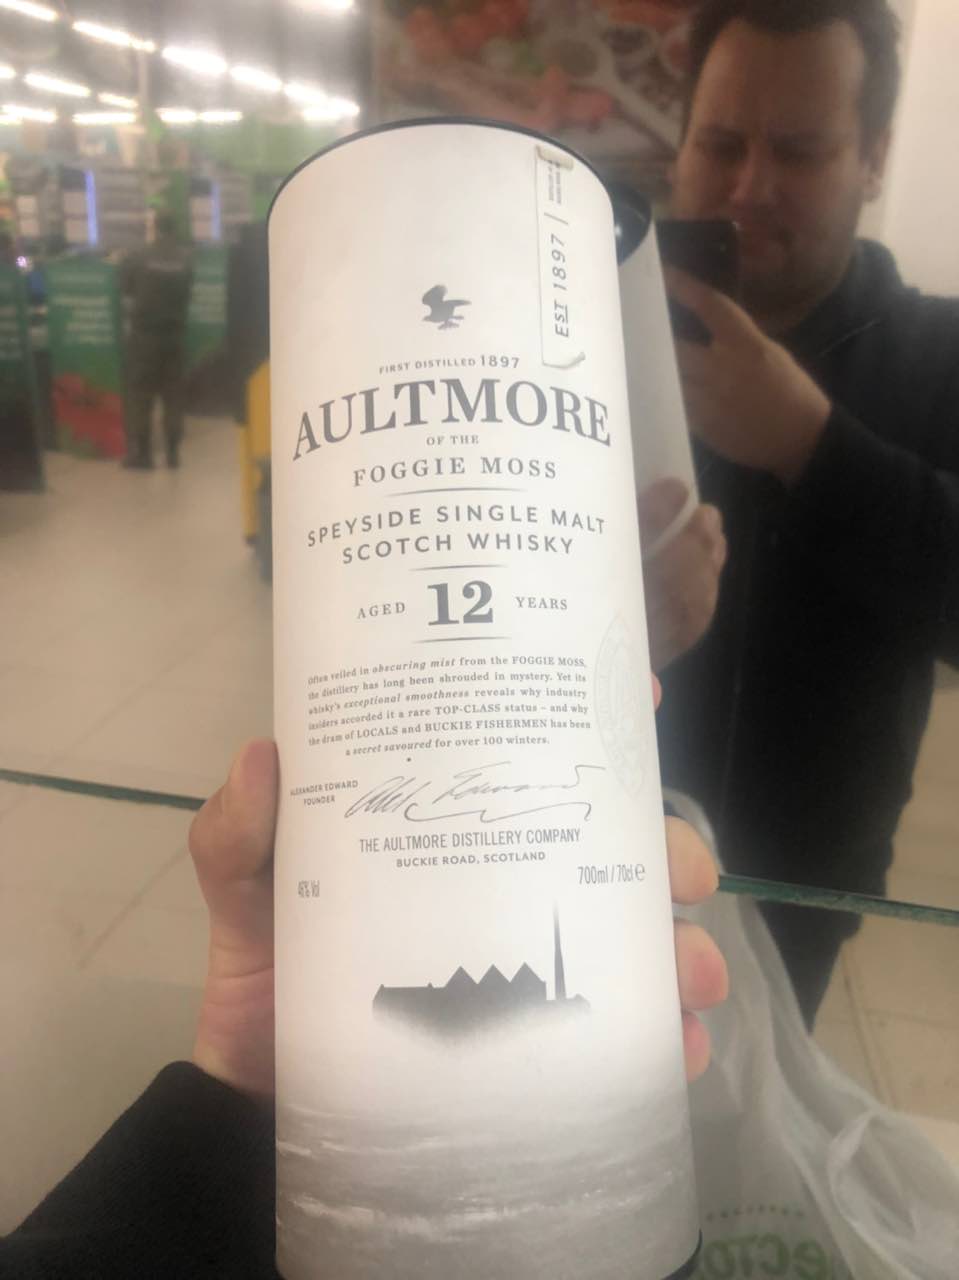 EST 1897
FIRST DISTILLED 1897
AULTMORE
OF THE
FOGGIE MOSS
SPEYSIDE SINGLE MALT
SCOTCH WHISKY
AGED 12 YEARS
Often veiled in obscuring mist from the FOGGIE MOSS,
the distillery has long been shrouded in mystery. Yet its
whisky's exceptional smoothness reveals why industry
insiders accorded it a rare TOP-CLASS status – and why
the dram of LOCALS and BUCKIE FISHERMEN has been
a secret savoured for over 100 winters.
ALEXANDER EDWARD
FOUNDER
Alex Edward
THE AULTMORE DISTILLERY COMPANY
BUCKIE ROAD, SCOTLAND
46% Vol
700ml / 70cl e